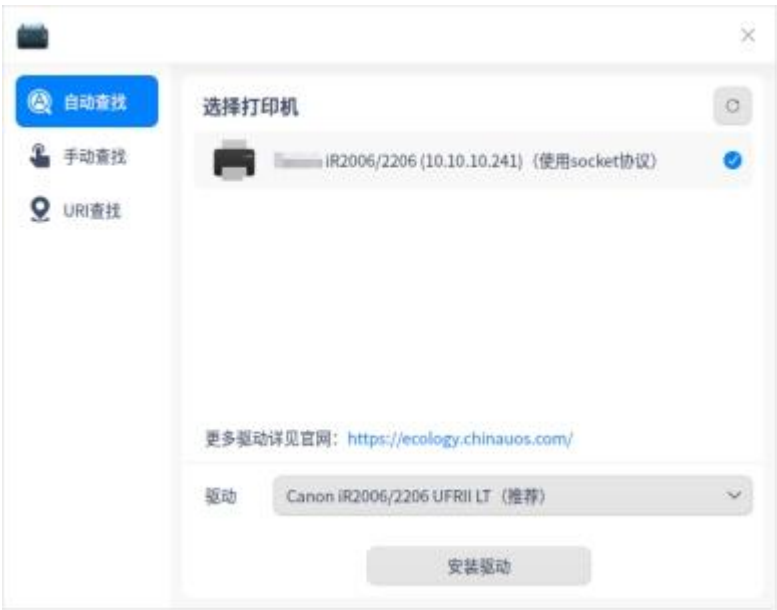 自动查找
手动查找
URI查找
选择打印机
iR2006/2206 (10.10.10.241)（使用socket协议）
更多驱动详见官网：https://ecology.chinauos.com/
驱动
Canon iR2006/2206 UFRII LT（推荐）
安装驱动